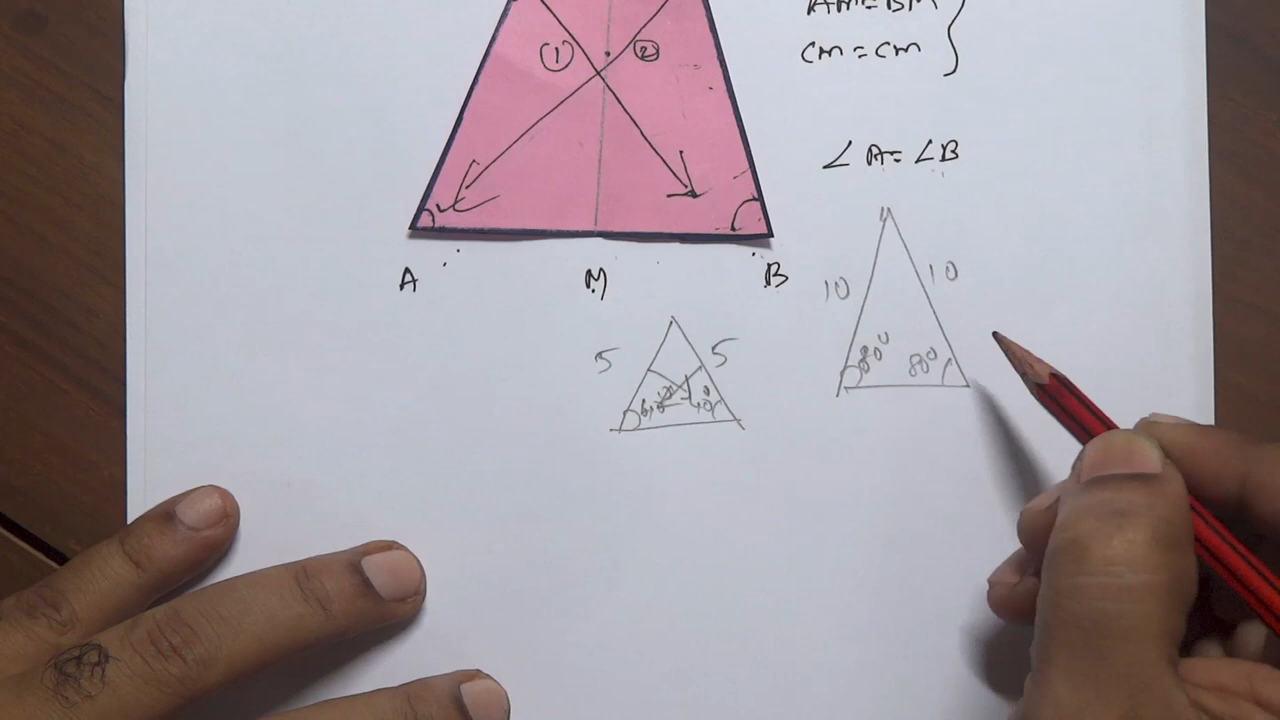 AM = BM
CM = CM
① ②
∠A = ∠B
A M B
10 10
80° 80°
5 5